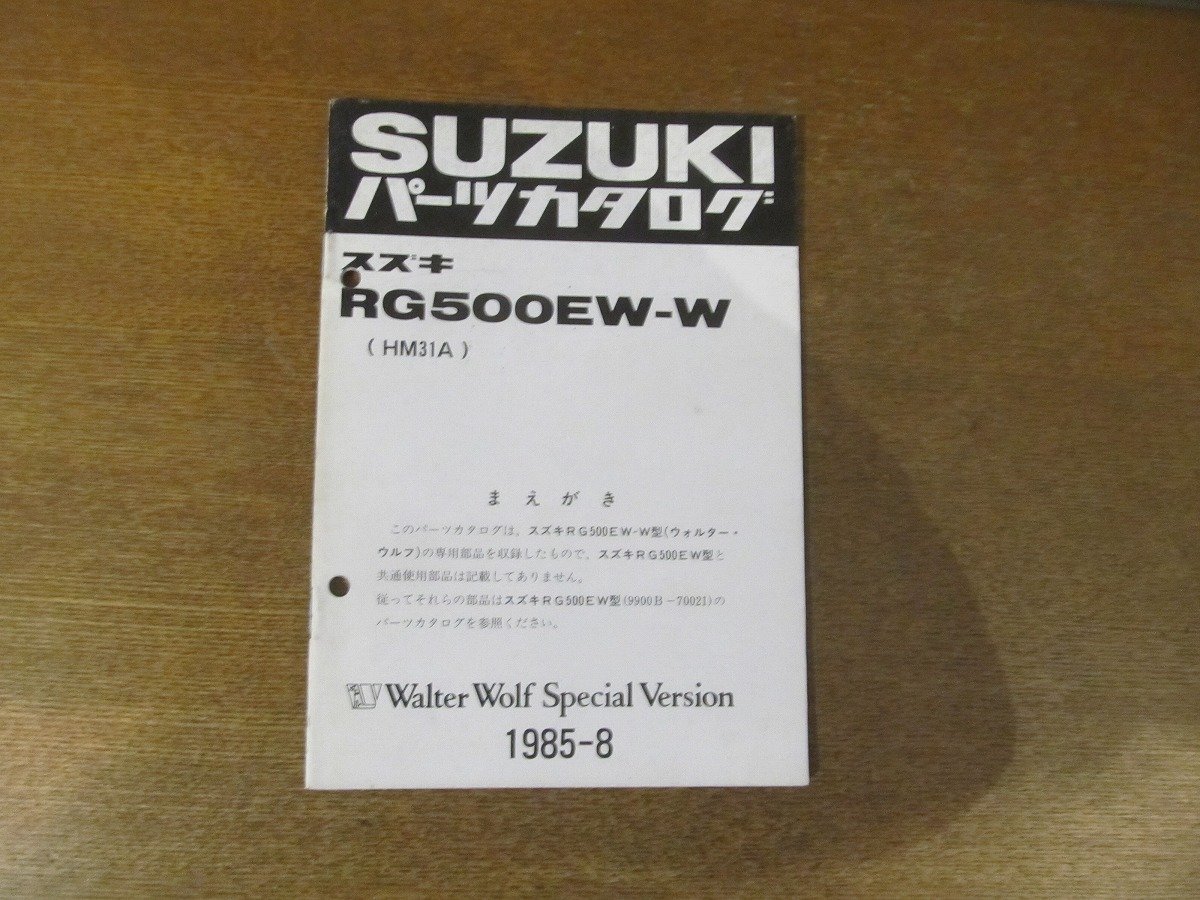 SUZUKI
パーツカタログ
スズキ
RG500EW-W
( HM31A )
まえがき
このパーツカタログは、スズキRG500EW-W型(ウォルター・
ウルフ)の専用部品を収録したもので、スズキRG500EW型と
共通使用部品は記載してありません。
従ってそれらの部品はスズキRG500EW型(9900B-70021)の
パーツカタログを参照ください。
Walter Wolf Special Version
1985-8